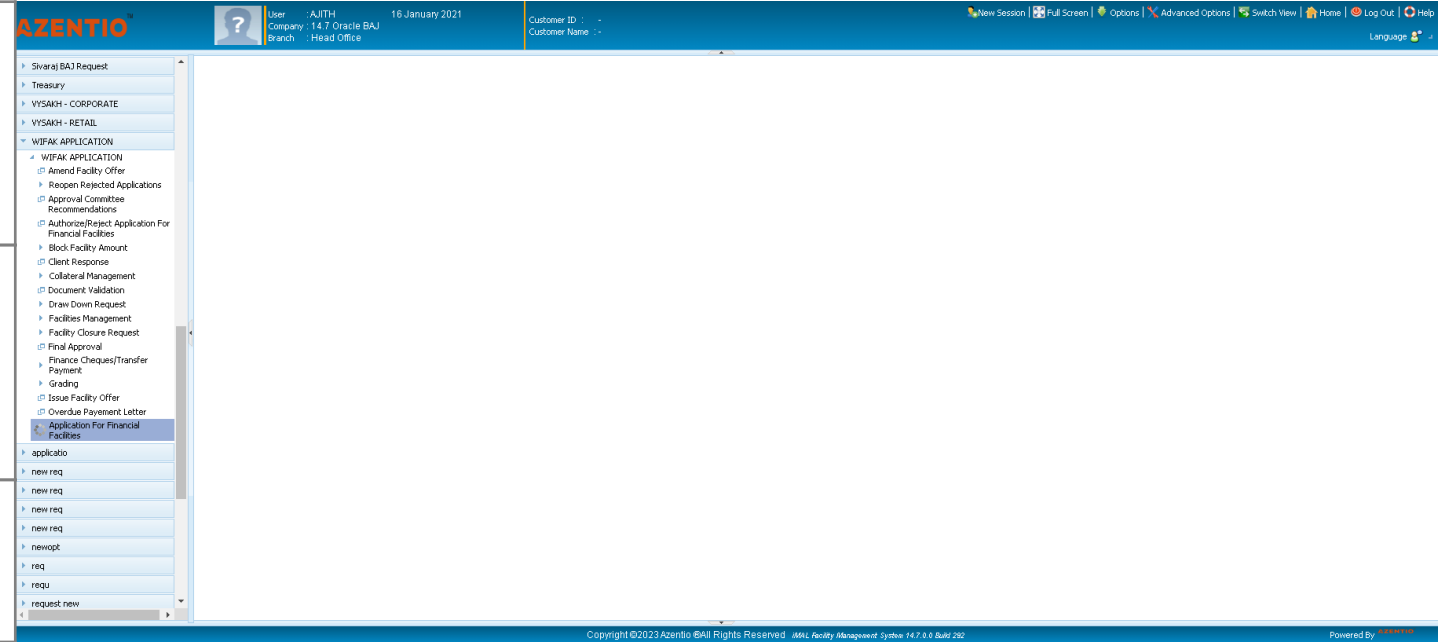 AZENTIO™
User : AJITH 16 January 2021
Company : 14.7 Oracle BAJ
Branch : Head Office
Customer ID : -
Customer Name : -
New Session | Full Screen | Options | Advanced Options | Switch View | Home | Log Out | Help
Language
Sivaraj BAJ Request
Treasury
VYSAKH - CORPORATE
VYSAKH - RETAIL
WIFAK APPLICATION
WIFAK APPLICATION
Amend Facility Offer
Reopen Rejected Applications
Approval Committee
Recommendations
Authorize/Reject Application For
Financial Facilities
Block Facility Amount
Client Response
Collateral Management
Document Validation
Draw Down Request
Facilities Management
Facility Closure Request
Final Approval
Finance Cheques/Transfer
Payment
Grading
Issue Facility Offer
Overdue Payement Letter
Application For Financial
Facilities
applicatio
new req
new req
new req
new req
newopt
req
requ
request new
Copyright ©2023 Azentio ®All Rights Reserved iMAL Facility Management System 14.7.0.0 Build 292
Powered By AZENTIO